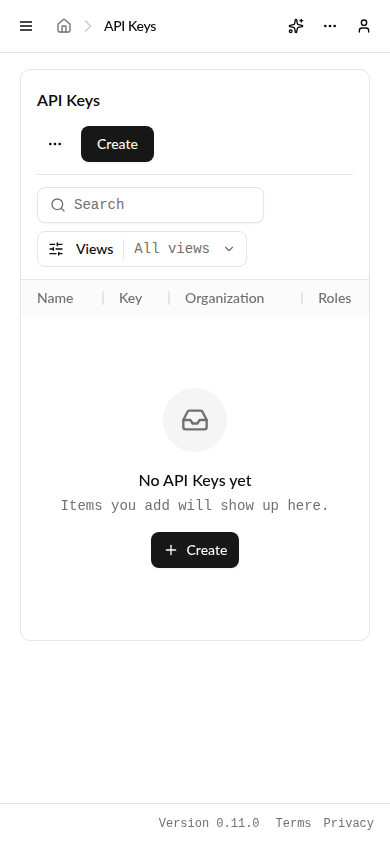 API Keys
API Keys
Create
Search
Views All views
Name Key Organization Roles
No API Keys yet
Items you add will show up here.
Create
Version 0.11.0 Terms Privacy